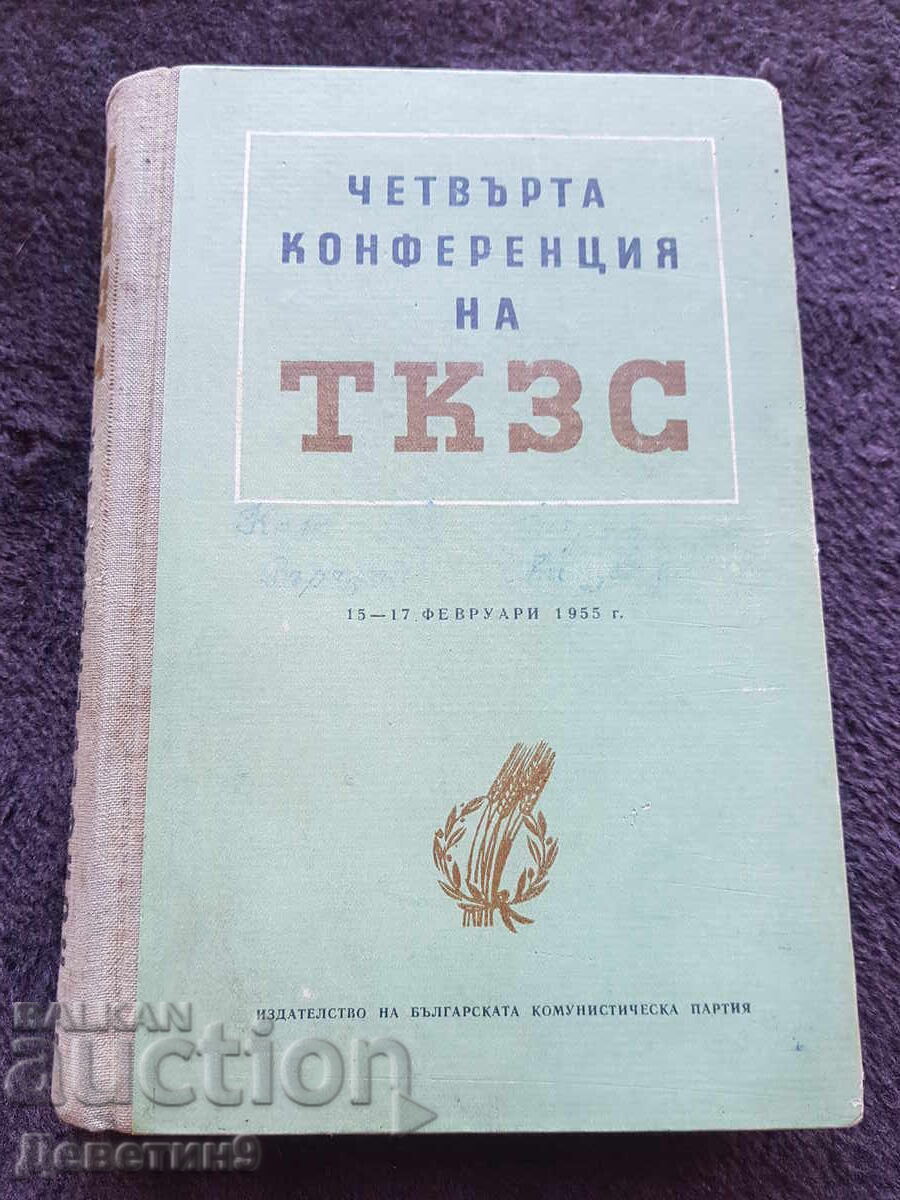 ЧЕТВЪРТА
КОНФЕРЕНЦИЯ
НА
ТКЗС
15—17 ФЕВРУАРИ 1955 г.
ИЗДАТЕЛСТВО НА БЪЛГАРСКАТА КОМУНИСТИЧЕСКА ПАРТИЯ
BALKAN
auction
Деветин9